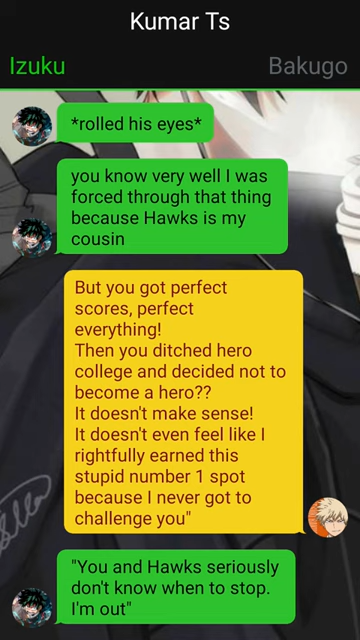 Kumar Ts
Izuku
Bakugo
*rolled his eyes*
you know very well I was
forced through that thing
because Hawks is my
cousin
But you got perfect
scores, perfect
everything!
Then you ditched hero
college and decided not to
become a hero??
It doesn't make sense!
It doesn't even feel like I
rightfully earned this
stupid number 1 spot
because I never got to
challenge you"
"You and Hawks seriously
don't know when to stop.
I'm out"